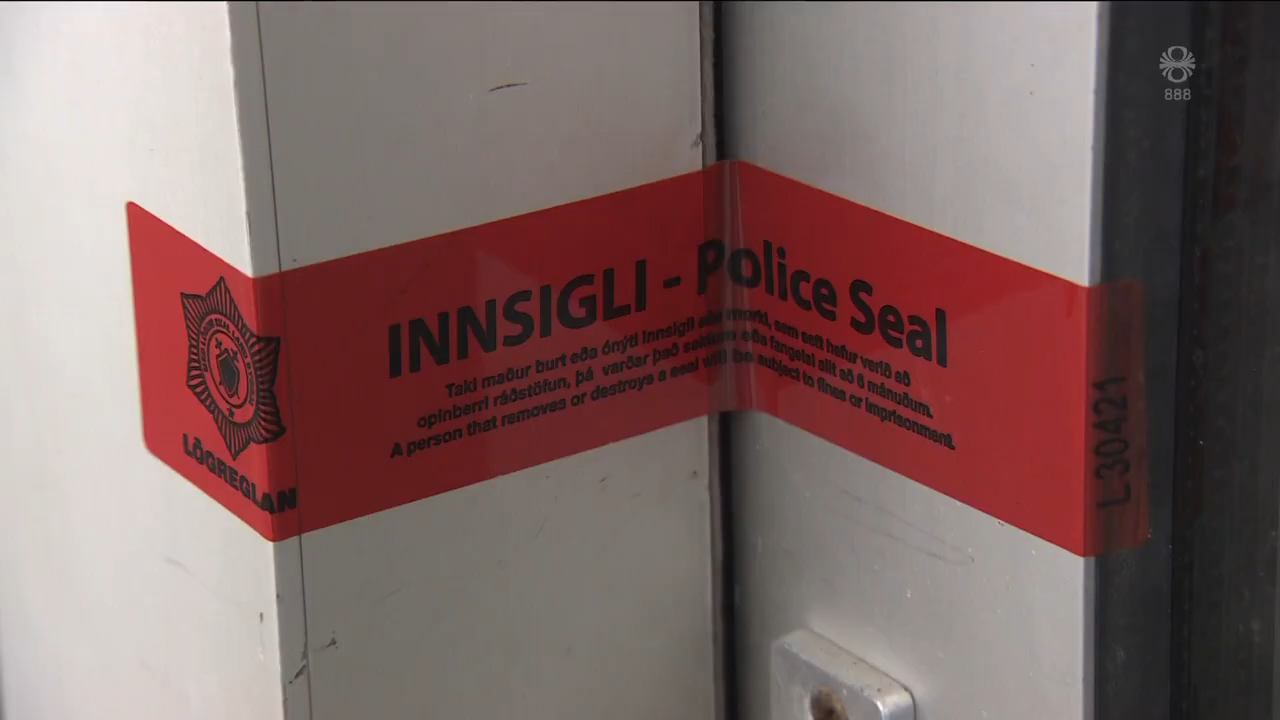 INNSIGLI - Police Seal
Taki maður burt eða ónýti innsigli eða merki, sem sett hefur verið að
opinberri ráðstöfun, þá varðar það sektum eða fangelsi allt að 6 mánuðum.
A person that removes or destroys a seal will be subject to fines or imprisonment.
LÖGREGLAN
L-30421
888